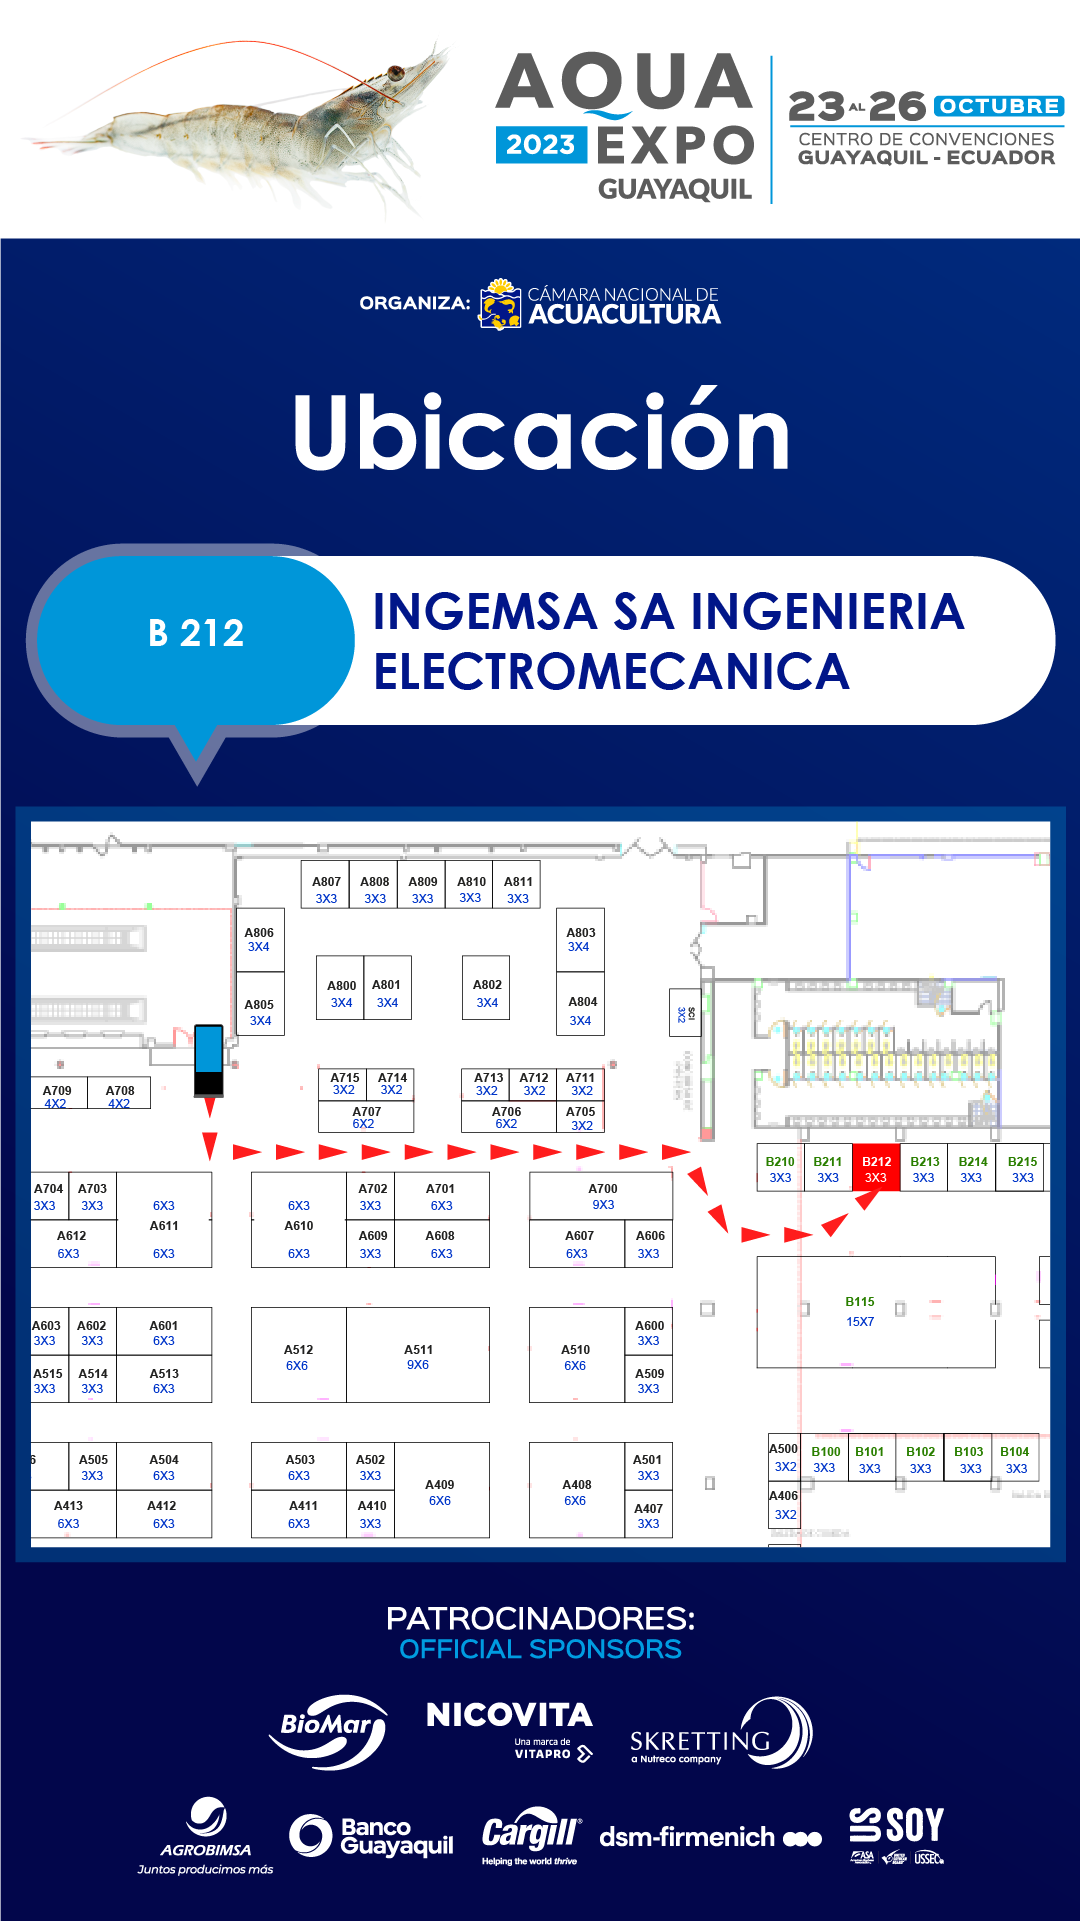 AQUA
2023 EXPO
GUAYAQUIL
23 AL 26 OCTUBRE
CENTRO DE CONVENCIONES
GUAYAQUIL - ECUADOR
ORGANIZA:
CÁMARA NACIONAL DE
ACUACULTURA
Ubicación
B 212
INGEMSA SA INGENIERIA
ELECTROMECANICA
A807 A808 A809 A810 A811
3X3 3X3 3X3 3X3 3X3
A806 A803
3X4 3X4
A800 A801 A802
3X4 3X4 3X4
A805 A804
3X4 3X4
SCI
3X2
A715 A714 A713 A712 A711
3X2 3X2 3X2 3X2 3X2
A709 A708
4X2 4X2
A707 A706 A705
6X2 6X2 3X2
B210 B211 B212 B213 B214 B215
3X3 3X3 3X3 3X3 3X3 3X3
A704 A703 A702 A701 A700
3X3 3X3 6X3 6X3 3X3 6X3 9X3
A611 A610
A612 A609 A608 A607 A606
6X3 6X3 6X3 3X3 6X3 6X3 3X3
B115
15X7
A603 A602 A601 A600
3X3 3X3 6X3 3X3
A512 A511 A510
6X6 9X6 6X6
A515 A514 A513 A509
3X3 3X3 6X3 3X3
A500 B100 B101 B102 B103 B104
3X2 3X3 3X3 3X3 3X3 3X3
6 A505 A504 A503 A502 A501
3X3 6X3 6X3 3X3 3X3
A409 A408
6X6 6X6
A406
3X2
A413 A412 A411 A410 A407
6X3 6X3 6X3 3X3 3X3
PATROCINADORES:
OFFICIAL SPONSORS
BioMar
NICOVITA
Una marca de
VITAPRO
SKRETTING
a Nutreco company
AGROBIMSA
Juntos producimos más
Banco
Guayaquil
Cargill®
Helping the world thrive
dsm-firmenich
US SOY
ASA
USSEC